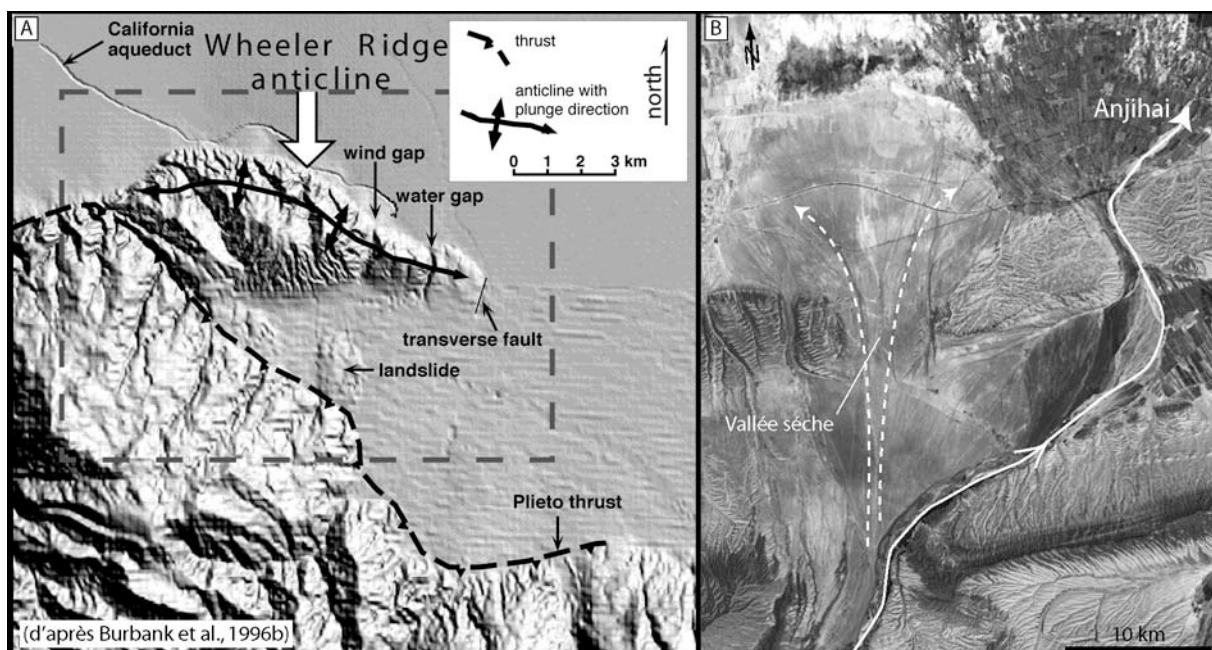 A
California
aqueduct
Wheeler Ridge
anticline
thrust
anticline with
plunge direction
north
0 1 2 3 km
wind gap
water gap
transverse fault
landslide
Plieto thrust
(d'après Burbank et al., 1996b)
B
N
Anjihai
Vallée séche
10 km